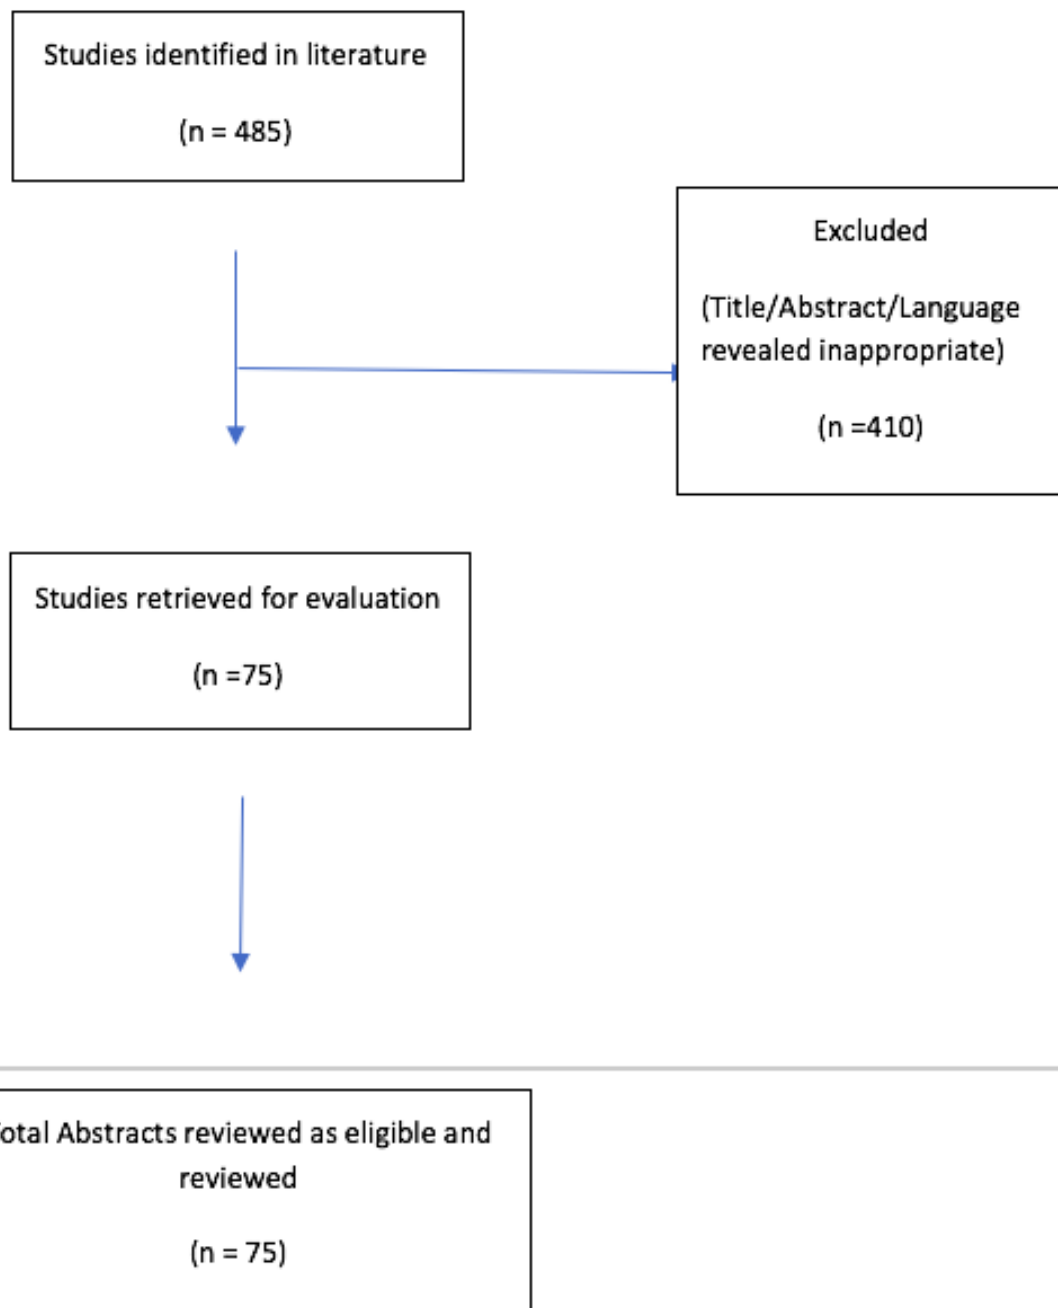 Studies identified in literature
(n = 485)
Excluded
(Title/Abstract/Language
revealed inappropriate)
(n =410)
Studies retrieved for evaluation
(n =75)
otal Abstracts reviewed as eligible and
reviewed
(n = 75)